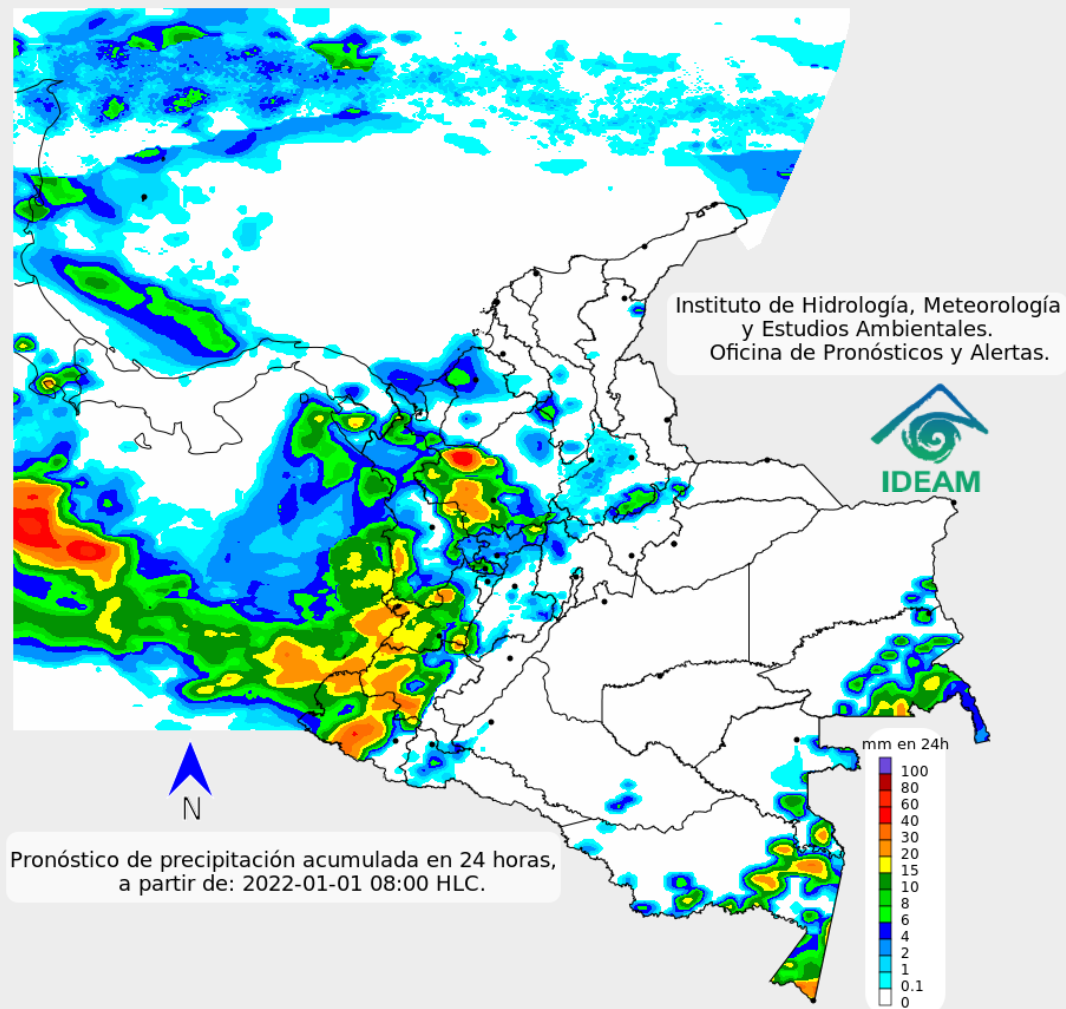 Instituto de Hidrología, Meteorología
y Estudios Ambientales.
Oficina de Pronósticos y Alertas.
IDEAM
mm en 24h
100
80
60
40
30
20
15
10
8
6
4
2
1
0.1
0
N
Pronóstico de precipitación acumulada en 24 horas,
a partir de: 2022-01-01 08:00 HLC.